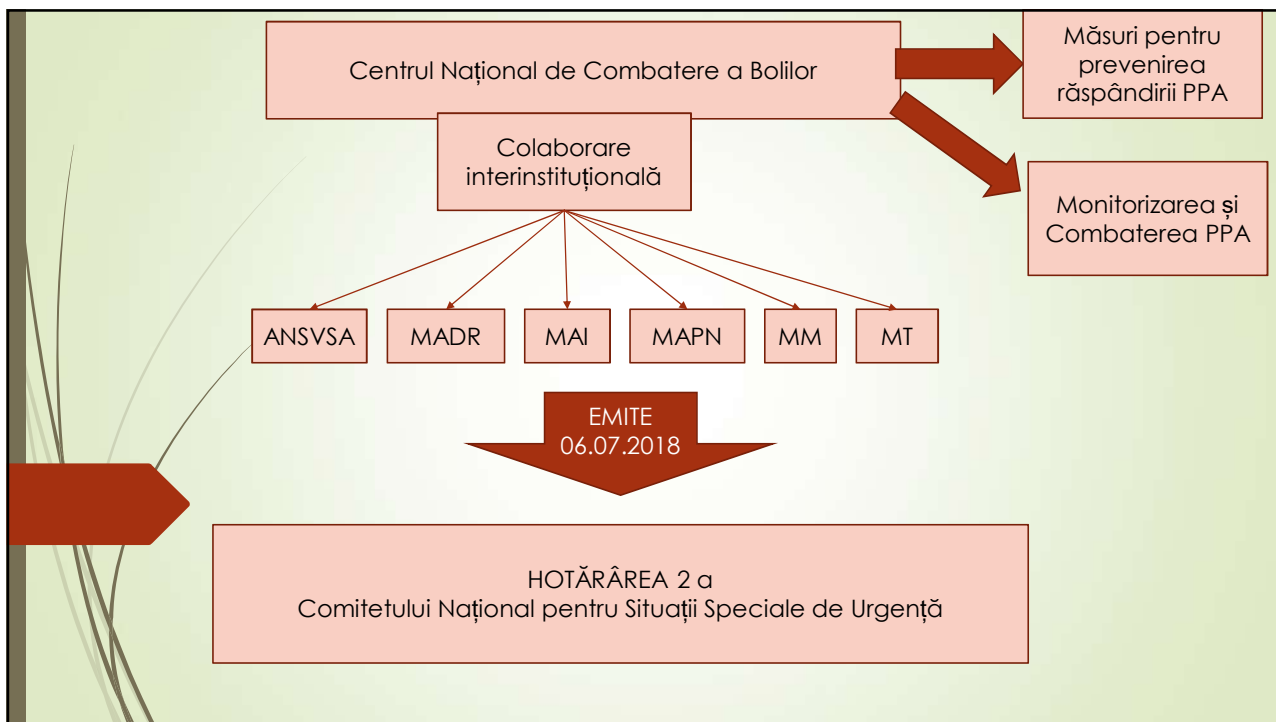 Centrul Național de Combatere a Bolilor
Măsuri pentru
prevenirea
răspândirii PPA
Colaborare
interinstituțională
Monitorizarea și
Combaterea PPA
ANSVSA
MADR
MAI
MAPN
MM
MT
EMITE
06.07.2018
HOTĂRÂREA 2 a
Comitetului Național pentru Situații Speciale de Urgență